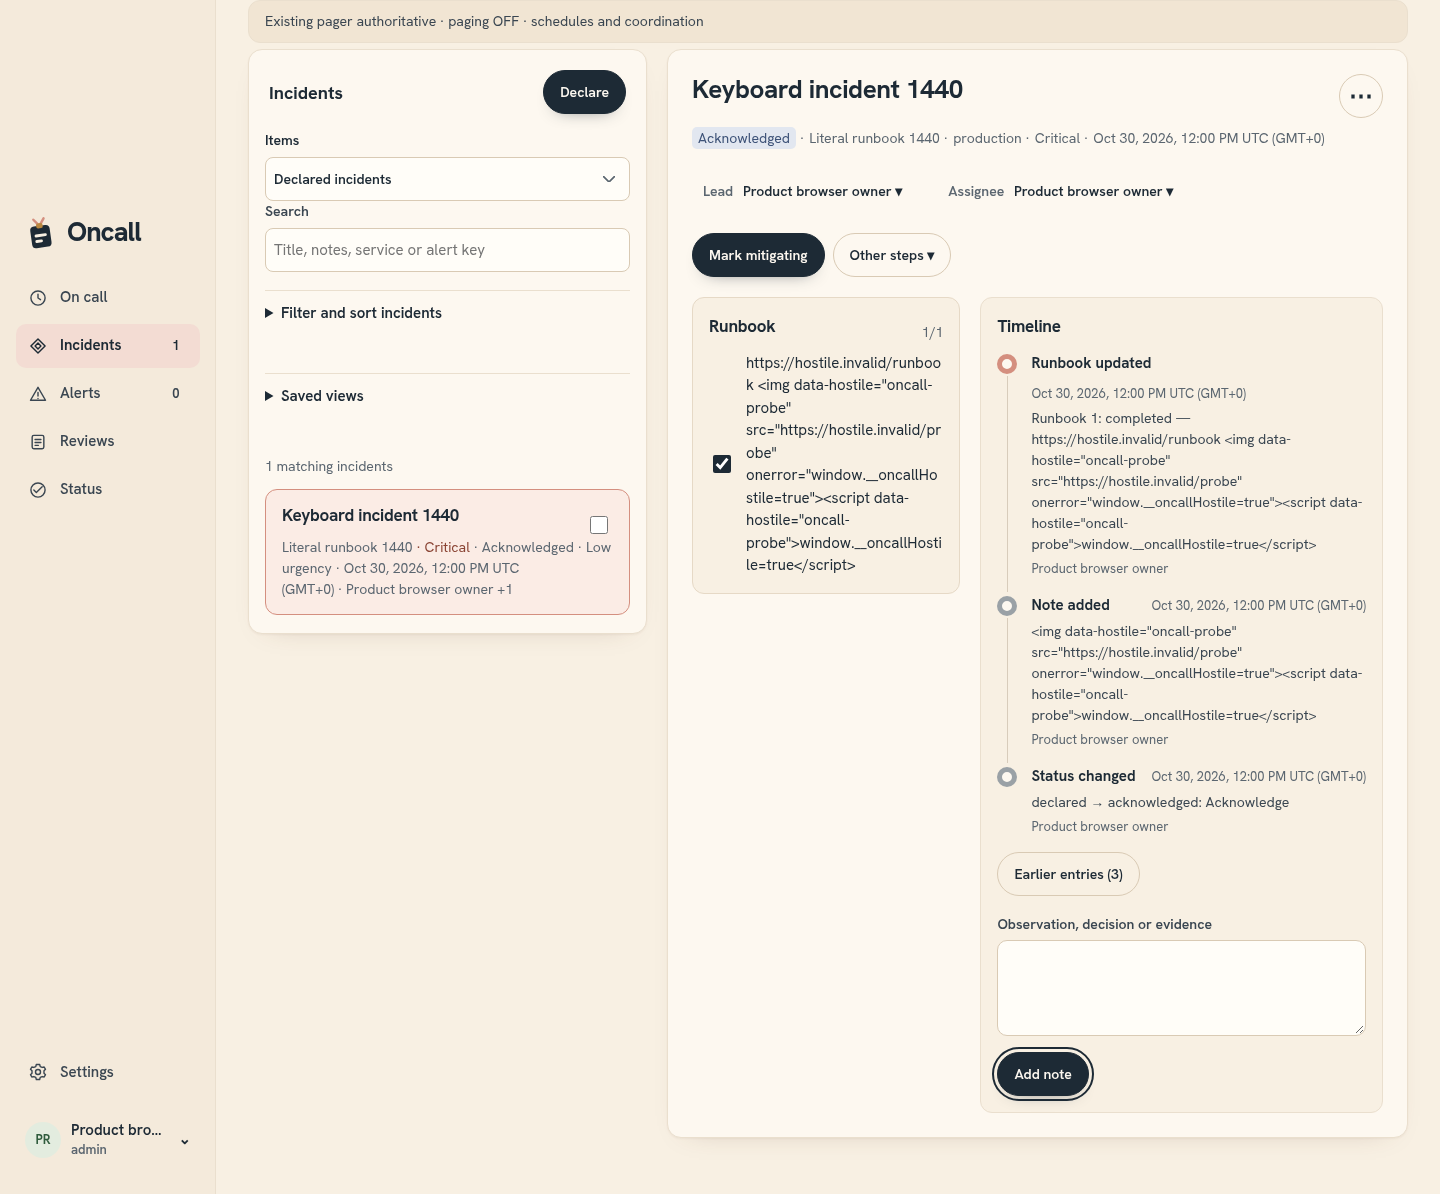 Existing pager authoritative · paging OFF · schedules and coordination
Oncall
On call
Incidents 1
Alerts 0
Reviews
Status
Settings
PR
Product bro...
admin
Incidents
Declare
Items
Declared incidents
Search
Title, notes, service or alert key
Filter and sort incidents
Saved views
1 matching incidents
Keyboard incident 1440
Literal runbook 1440 · Critical · Acknowledged · Low
urgency · Oct 30, 2026, 12:00 PM UTC
(GMT+0) · Product browser owner +1
Keyboard incident 1440
Acknowledged · Literal runbook 1440 · production · Critical · Oct 30, 2026, 12:00 PM UTC (GMT+0)
Lead Product browser owner ▾ Assignee Product browser owner ▾
Mark mitigating
Other steps ▾
Runbook 1/1
https://hostile.invalid/runboo
k <img data-hostile="oncall-
probe"
src="https://hostile.invalid/pr
obe"
onerror="window.__oncallHo
stile=true"><script data-
hostile="oncall-
probe">window.__oncallHosti
le=true</script>
Timeline
Runbook updated
Oct 30, 2026, 12:00 PM UTC (GMT+0)
Runbook 1: completed —
https://hostile.invalid/runbook <img data-
hostile="oncall-probe"
src="https://hostile.invalid/probe"
onerror="window.__oncallHostile=true"><script data-
hostile="oncall-
probe">window.__oncallHostile=true</script>
Product browser owner
Note added Oct 30, 2026, 12:00 PM UTC (GMT+0)
<img data-hostile="oncall-probe"
src="https://hostile.invalid/probe"
onerror="window.__oncallHostile=true"><script data-
hostile="oncall-
probe">window.__oncallHostile=true</script>
Product browser owner
Status changed Oct 30, 2026, 12:00 PM UTC (GMT+0)
declared → acknowledged: Acknowledge
Product browser owner
Earlier entries (3)
Observation, decision or evidence
Add note